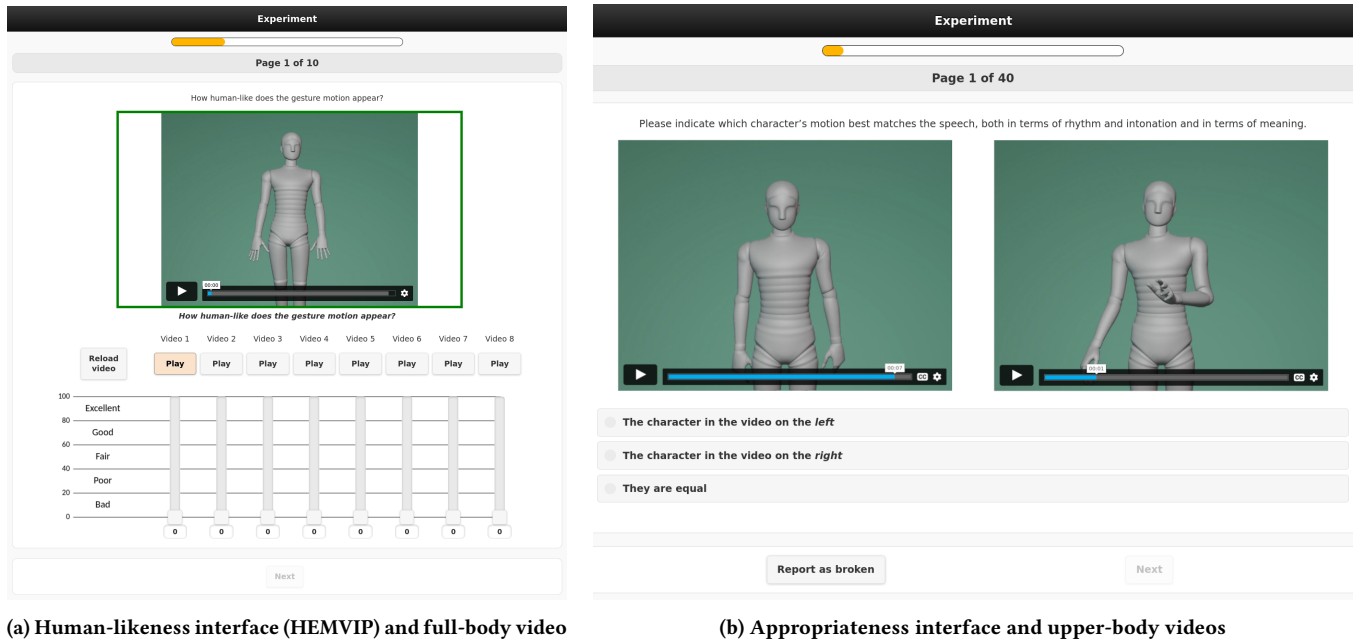 Experiment
Page 1 of 10
How human-like does the gesture motion appear?
00:00
How human-like does the gesture motion appear?
Video 1 Video 2 Video 3 Video 4 Video 5 Video 6 Video 7 Video 8
Reload
video
Play Play Play Play Play Play Play Play
100
Excellent
80
Good
60
Fair
40
Poor
20
Bad
0
0 0 0 0 0 0 0 0
Next
(a) Human-likeness interface (HEMVIP) and full-body video
Experiment
Page 1 of 40
Please indicate which character's motion best matches the speech, both in terms of rhythm and intonation and in terms of meaning.
00:07 CC
00:01 CC
The character in the video on the left
The character in the video on the right
They are equal
Report as broken
Next
(b) Appropriateness interface and upper-body videos